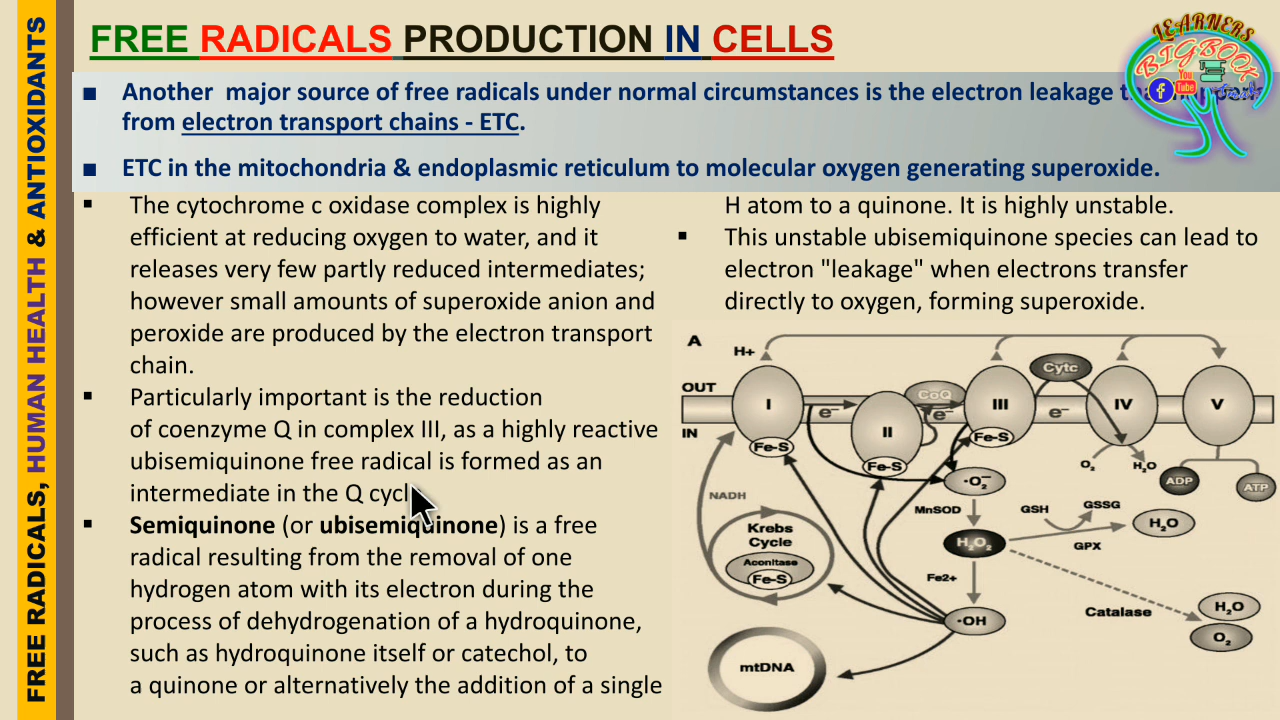 FREE RADICALS, HUMAN HEALTH & ANTIOXIDANTS
FREE RADICALS PRODUCTION IN CELLS
LEARNERS
BIGBOOK
You
Tube
f
■ Another major source of free radicals under normal circumstances is the electron leakage
from electron transport chains - ETC.
■ ETC in the mitochondria & endoplasmic reticulum to molecular oxygen generating superoxide.
▪ The cytochrome c oxidase complex is highly
efficient at reducing oxygen to water, and it
releases very few partly reduced intermediates;
however small amounts of superoxide anion and
peroxide are produced by the electron transport
chain.
▪ Particularly important is the reduction
of coenzyme Q in complex III, as a highly reactive
ubisemiquinone free radical is formed as an
intermediate in the Q cycl
▪ Semiquinone (or ubisemiquinone) is a free
radical resulting from the removal of one
hydrogen atom with its electron during the
process of dehydrogenation of a hydroquinone,
such as hydroquinone itself or catechol, to
a quinone or alternatively the addition of a single
H atom to a quinone. It is highly unstable.
▪ This unstable ubisemiquinone species can lead to
electron "leakage" when electrons transfer
directly to oxygen, forming superoxide.
A
H+
OUT
IN
I
e⁻
II
CoQ
e⁻
III
Cytc
e⁻
IV
V
Fe-S
Fe-S
Fe-S
O₂
H₂O
ADP
ATP
NADH
·O₂⁻
MnSOD
GSH
GSSG
H₂O
GPX
H₂O₂
Krebs
Cycle
Aconitase
Fe-S
Fe2+
·OH
Catalase
H₂O
O₂
mtDNA